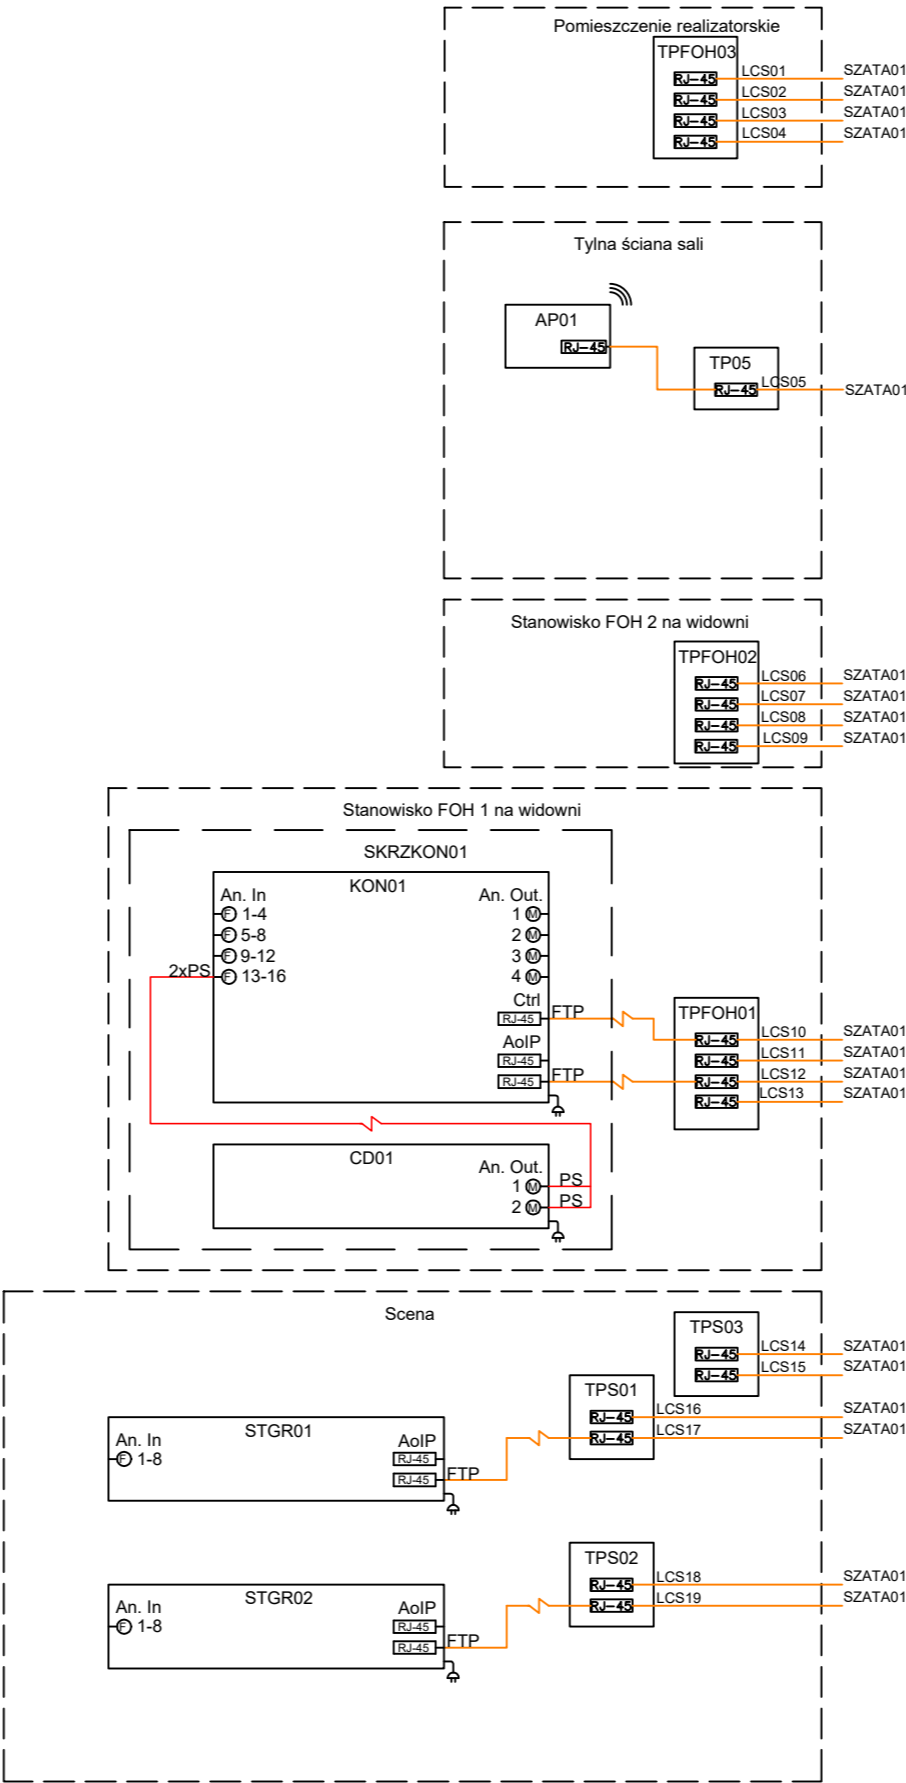 Pomieszczenie realizatorskie
TPFOH03
RJ-45 LCS01 SZATA01
RJ-45 LCS02 SZATA01
RJ-45 LCS03 SZATA01
RJ-45 LCS04 SZATA01
Tylna ściana sali
AP01
RJ-45
TP05
RJ-45 LCS05 SZATA01
Stanowisko FOH 2 na widowni
TPFOH02
RJ-45 LCS06 SZATA01
RJ-45 LCS07 SZATA01
RJ-45 LCS08 SZATA01
RJ-45 LCS09 SZATA01
Stanowisko FOH 1 na widowni
SKRZKON01
KON01
An. In
F 1-4
F 5-8
F 9-12
2xPS F 13-16
An. Out.
1 M
2 M
3 M
4 M
Ctrl
RJ-45 FTP
AoIP
RJ-45
RJ-45 FTP
TPFOH01
RJ-45 LCS10 SZATA01
RJ-45 LCS11 SZATA01
RJ-45 LCS12 SZATA01
RJ-45 LCS13 SZATA01
CD01
An. Out.
1 M PS
2 M PS
Scena
TPS03
RJ-45 LCS14 SZATA01
RJ-45 LCS15 SZATA01
TPS01
RJ-45 LCS16 SZATA01
RJ-45 LCS17 SZATA01
STGR01
An. In
F 1-8
AoIP
RJ-45
RJ-45 FTP
TPS02
RJ-45 LCS18 SZATA01
RJ-45 LCS19 SZATA01
STGR02
An. In
F 1-8
AoIP
RJ-45
RJ-45 FTP